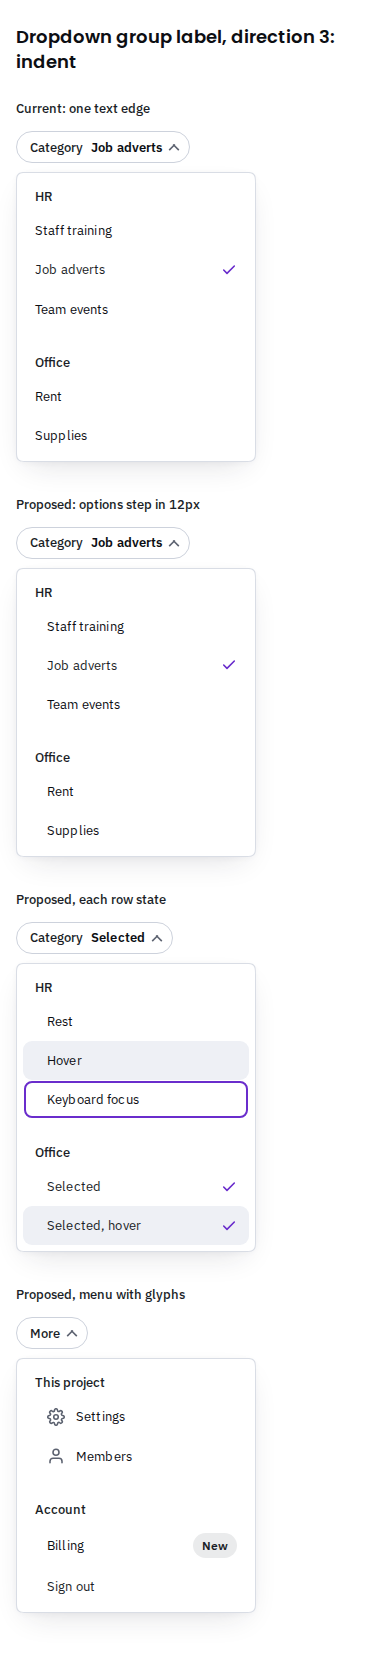 Dropdown group label, direction 3:
indent
Current: one text edge
Category Job adverts
HR
Staff training
Job adverts
Team events
Office
Rent
Supplies
Proposed: options step in 12px
Category Job adverts
HR
Staff training
Job adverts
Team events
Office
Rent
Supplies
Proposed, each row state
Category Selected
HR
Rest
Hover
Keyboard focus
Office
Selected
Selected, hover
Proposed, menu with glyphs
More
This project
Settings
Members
Account
Billing New
Sign out